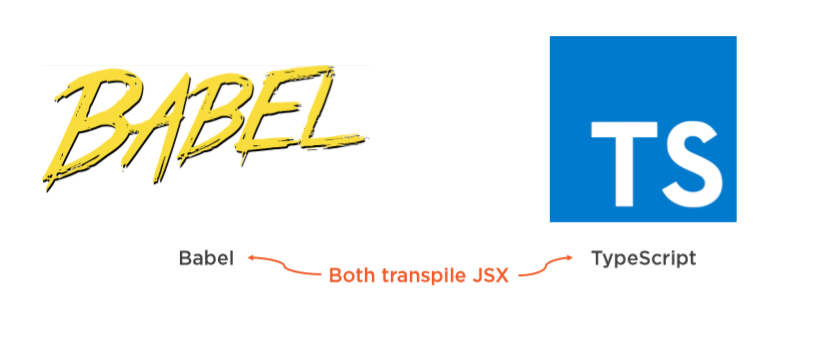 BABEL
TS
Babel
Both transpile JSX
TypeScript